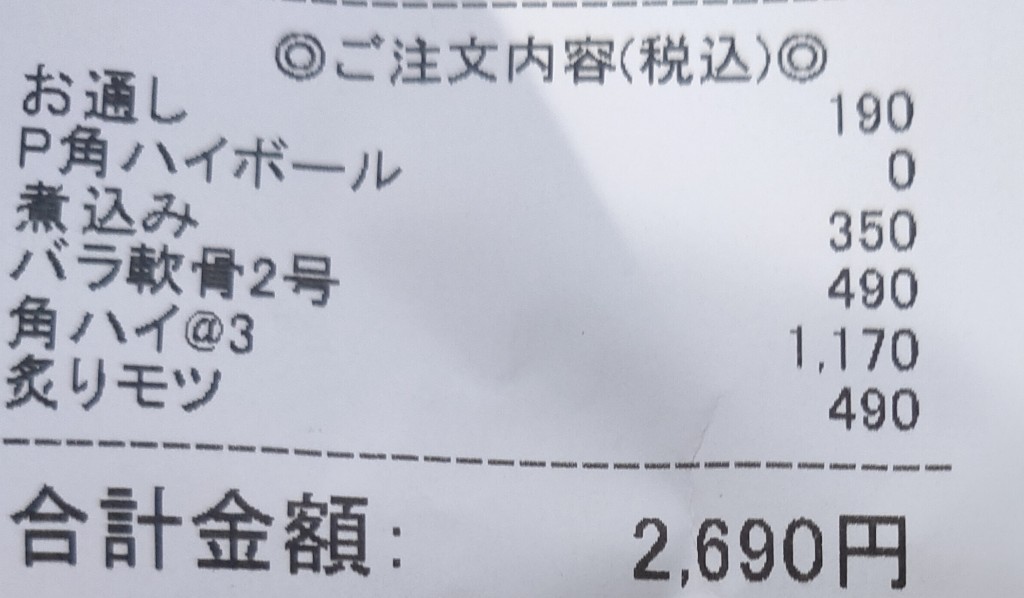 ◎ご注文内容(税込)◎
お通し 190
P角ハイボール 0
煮込み 350
バラ軟骨2号 490
角ハイ@3 1,170
炙りモツ 490
合計金額: 2,690円